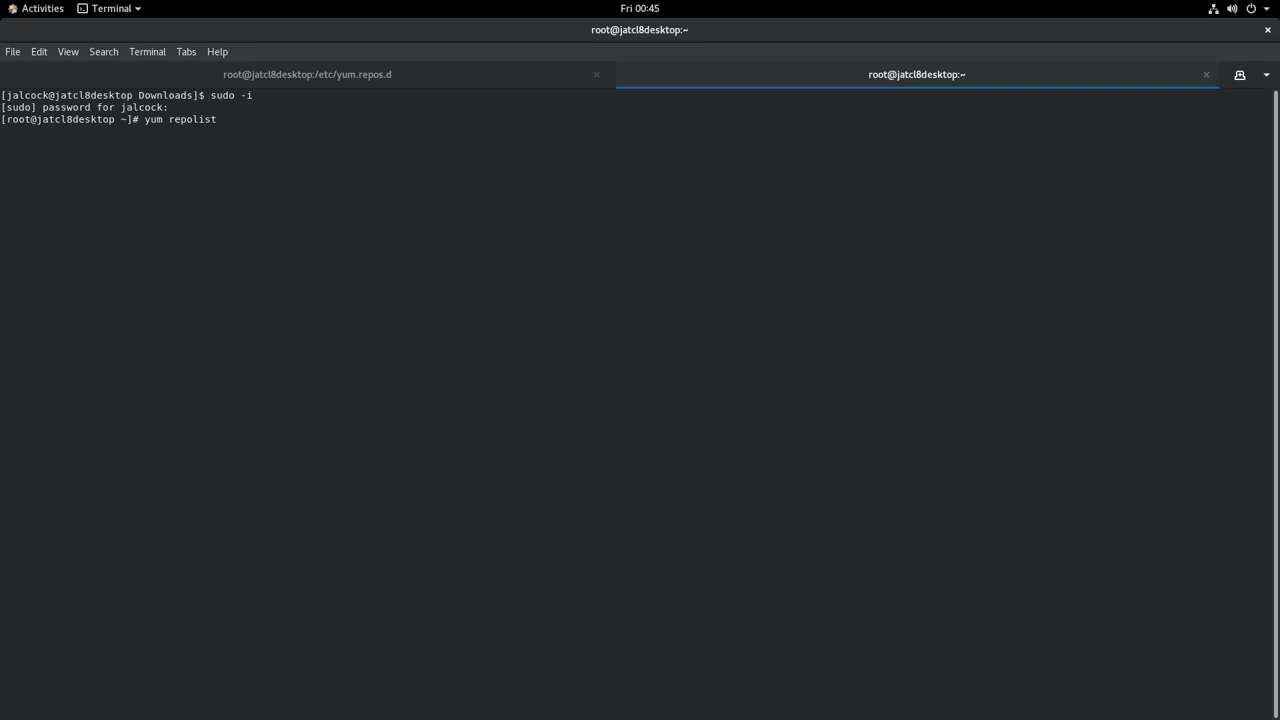 Activities Terminal Fri 00:45
root@jatcl8desktop:~
File Edit View Search Terminal Tabs Help
root@jatcl8desktop:/etc/yum.repos.d root@jatcl8desktop:~
[jalcock@jatcl8desktop Downloads]$ sudo -i
[sudo] password for jalcock:
[root@jatcl8desktop ~]# yum repolist